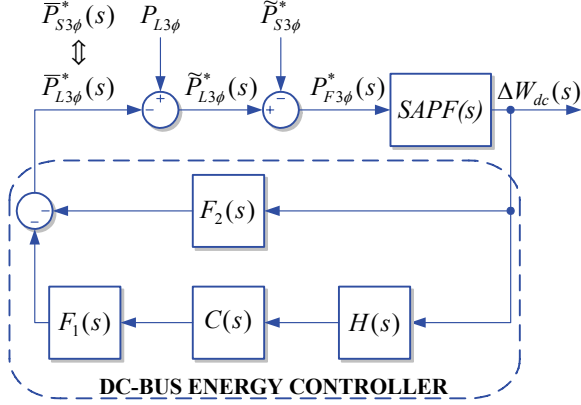 P̅*S3ϕ(s) PL3ϕ P̃*S3ϕ
⇕
P̅*L3ϕ(s) P̃*L3ϕ(s) P*F3ϕ(s) SAPF(s) ΔWdc(s)
- + + -
- -
F2(s)
F1(s) C(s) H(s)
DC-BUS ENERGY CONTROLLER